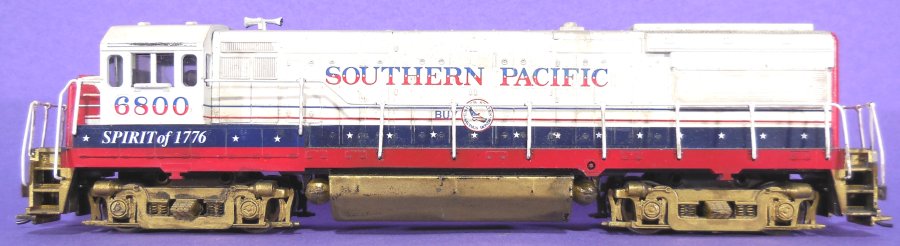 SOUTHERN PACIFIC
6800
BUY
SPIRIT of 1776